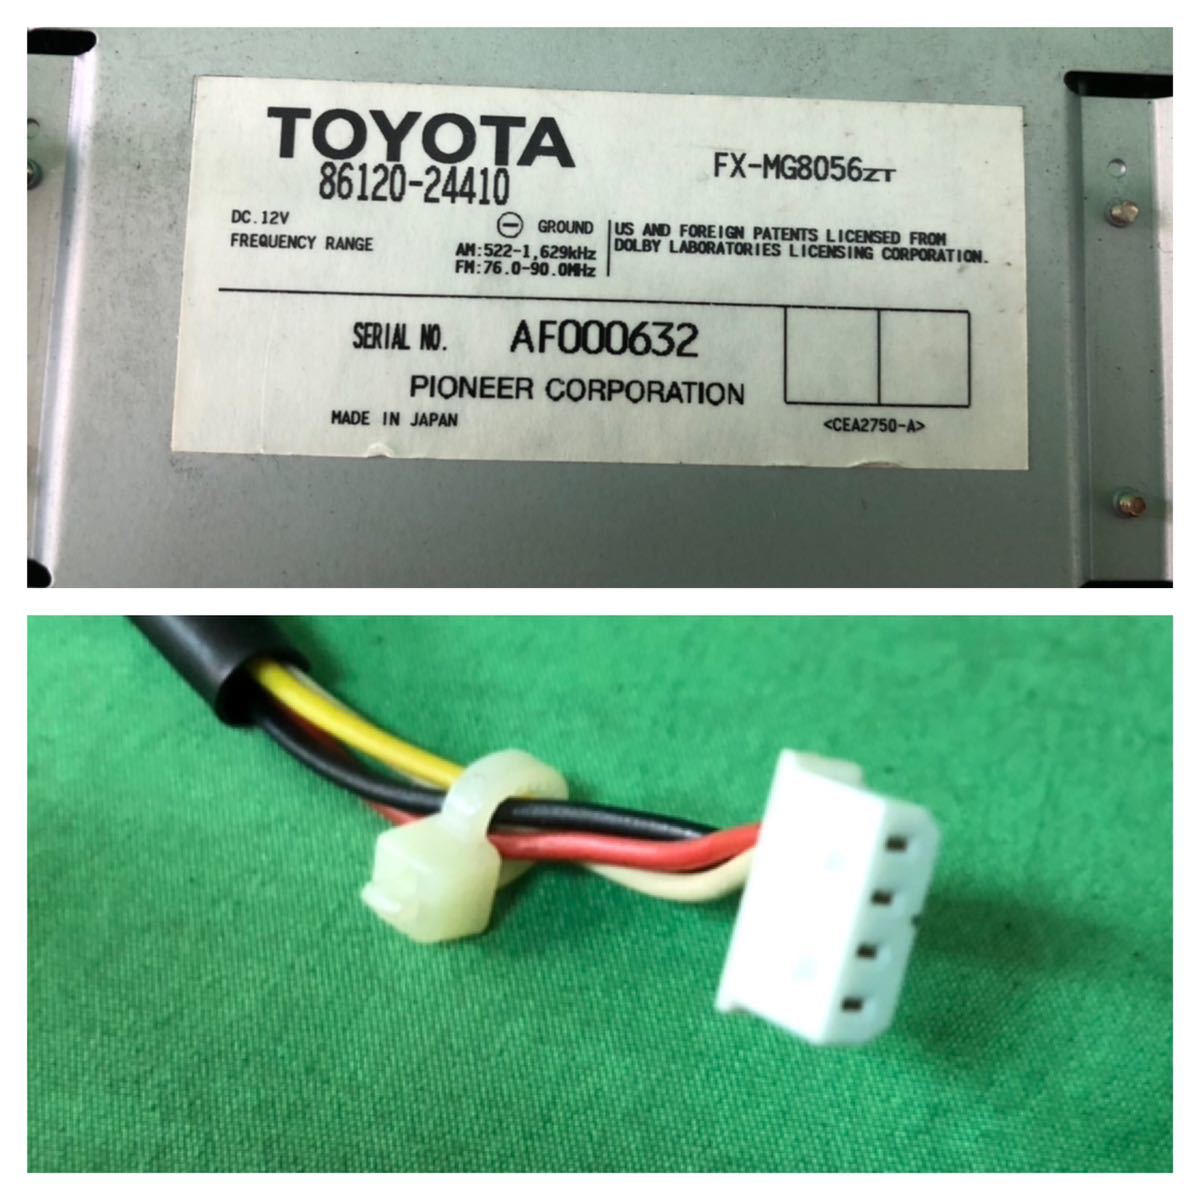 TOYOTA
86120-24410
FX-MG8056ZT
DC.12V
GROUND
FREQUENCY RANGE
AM:522-1,629kHz
FM:76.0-90.0MHz
US AND FOREIGN PATENTS LICENSED FROM
DOLBY LABORATORIES LICENSING CORPORATION.
SERIAL NO. AF000632
PIONEER CORPORATION
MADE IN JAPAN
<CEA2750-A>